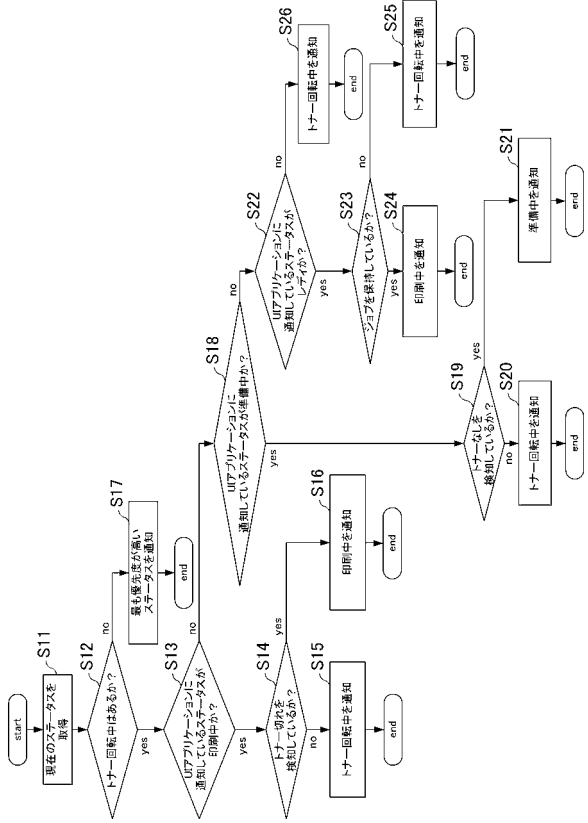 start
S11
現在のステータスを
取得
S12
トナー回転中はあるか?
no
yes
S17
最も優先度が高い
ステータスを通知
end
S13
UIアプリケーションに
通知しているステータスが
印刷中か?
no
yes
S14
トナー切れを
検知しているか?
yes
no
S15
トナー回転中を通知
end
S16
印刷中を通知
end
S18
UIアプリケーションに
通知しているステータスが準備中か?
no
yes
S19
トナーなしを
検知しているか?
yes
no
S20
トナー回転中を通知
end
S21
準備中を通知
end
S22
UIアプリケーションに
通知しているステータスが
レディか?
no
yes
S23
ジョブを保持しているか?
no
yes
S24
印刷中を通知
end
S25
トナー回転中を通知
end
S26
トナー回転中を通知
end